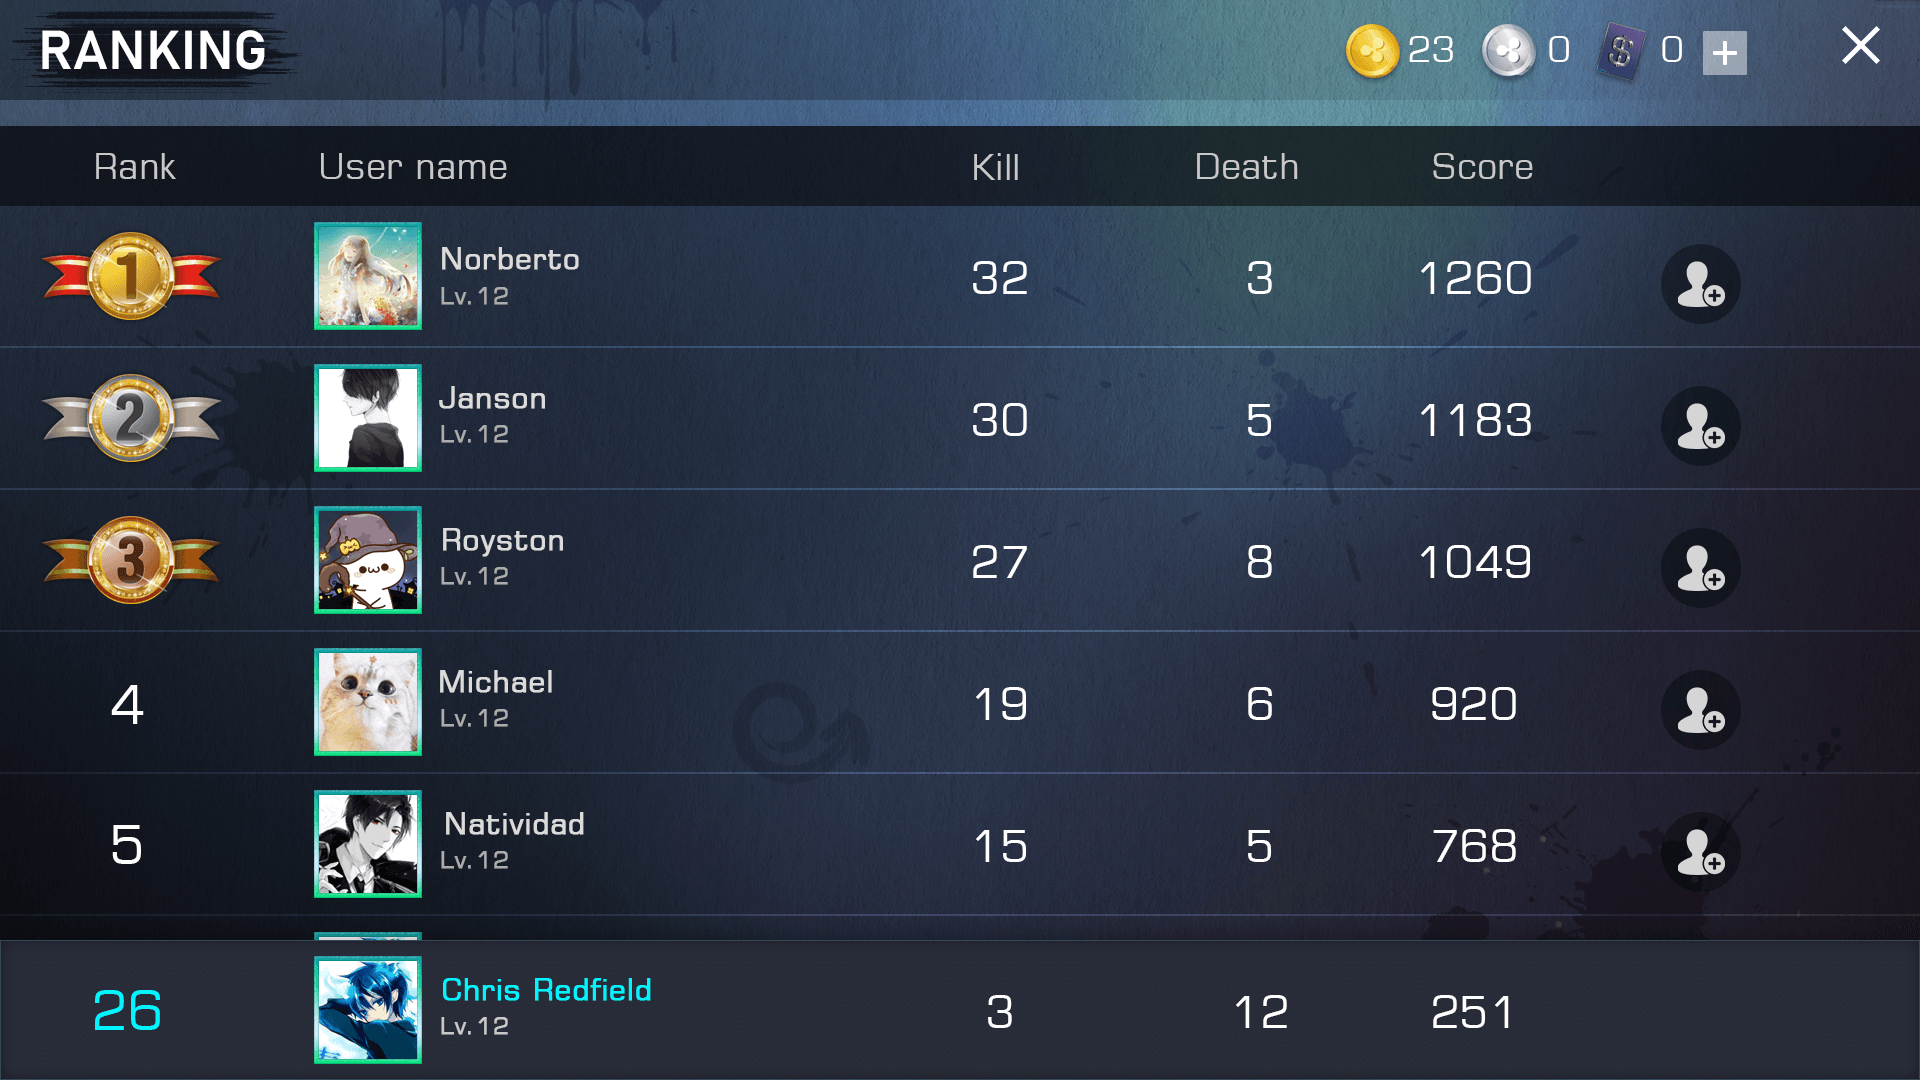 RANKING 23 0 0
Rank User name Kill Death Score
1 Norberto 32 3 1260
Lv.12
2 Janson 30 5 1183
Lv.12
3 Royston 27 8 1049
Lv.12
4 Michael 19 6 920
Lv.12
5 Natividad 15 5 768
Lv.12
26 Chris Redfield 3 12 251
Lv.12